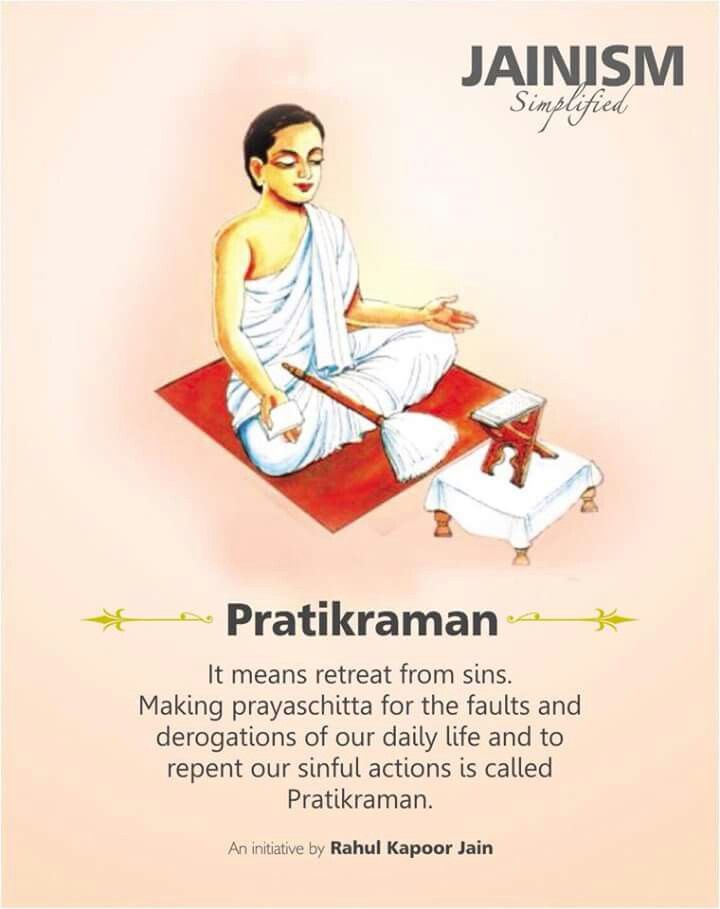 JAINISM
Simplified
Pratikraman
It means retreat from sins.
Making prayaschitta for the faults and
derogations of our daily life and to
repent our sinful actions is called
Pratikraman.
An initiative by Rahul Kapoor Jain